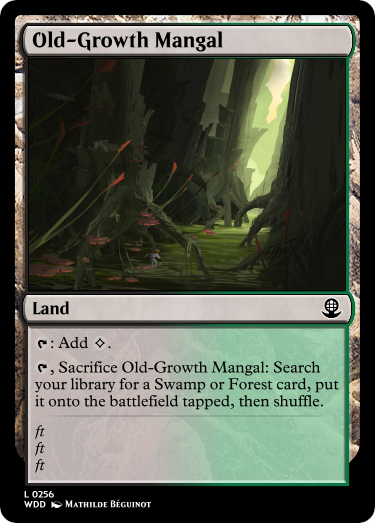 Old-Growth Mangal
Land
: Add .
, Sacrifice Old-Growth Mangal: Search
your library for a Swamp or Forest card, put
it onto the battlefield tapped, then shuffle.
ft
ft
ft
L 0256
WDD Mathilde Béguinot